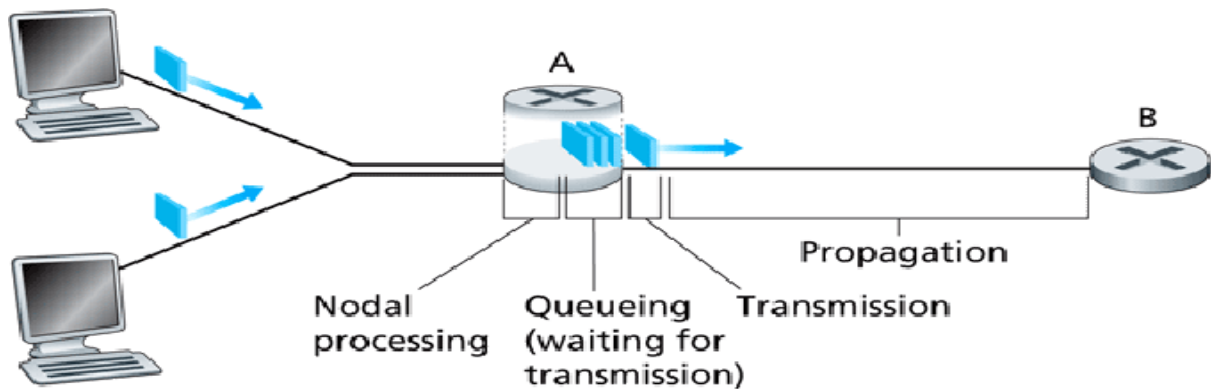 A
B
Propagation
Nodal
processing
Queueing
(waiting for
transmission)
Transmission